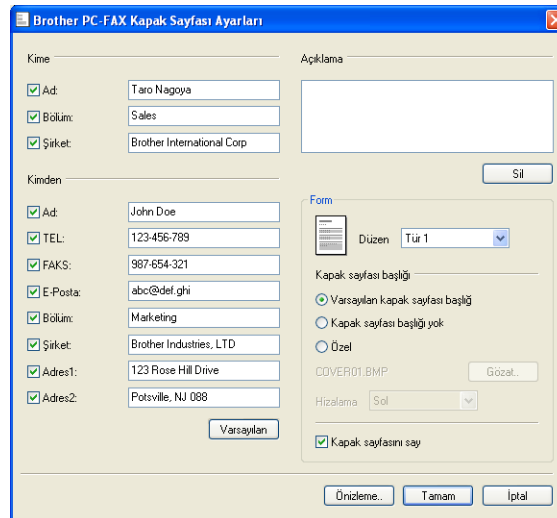 Brother PC-FAX Kapak Sayfası Ayarları
Kime
Ad: Taro Nagoya
Bölüm: Sales
Şirket: Brother International Corp
Kimden
Ad: John Doe
TEL: 123-456-789
FAKS: 987-654-321
E-Posta: abc@def.ghi
Bölüm: Marketing
Şirket: Brother Industries, LTD
Adres1: 123 Rose Hill Drive
Adres2: Potsville, NJ 088
Varsayılan
Açıklama
Sil
Form
Düzen Tür 1
Kapak sayfası başlığı
Varsayılan kapak sayfası başlığ
Kapak sayfası başlığı yok
Özel
COVER01.BMP Gözat..
Hizalama Sol
Kapak sayfasını say
Önizleme.. Tamam İptal